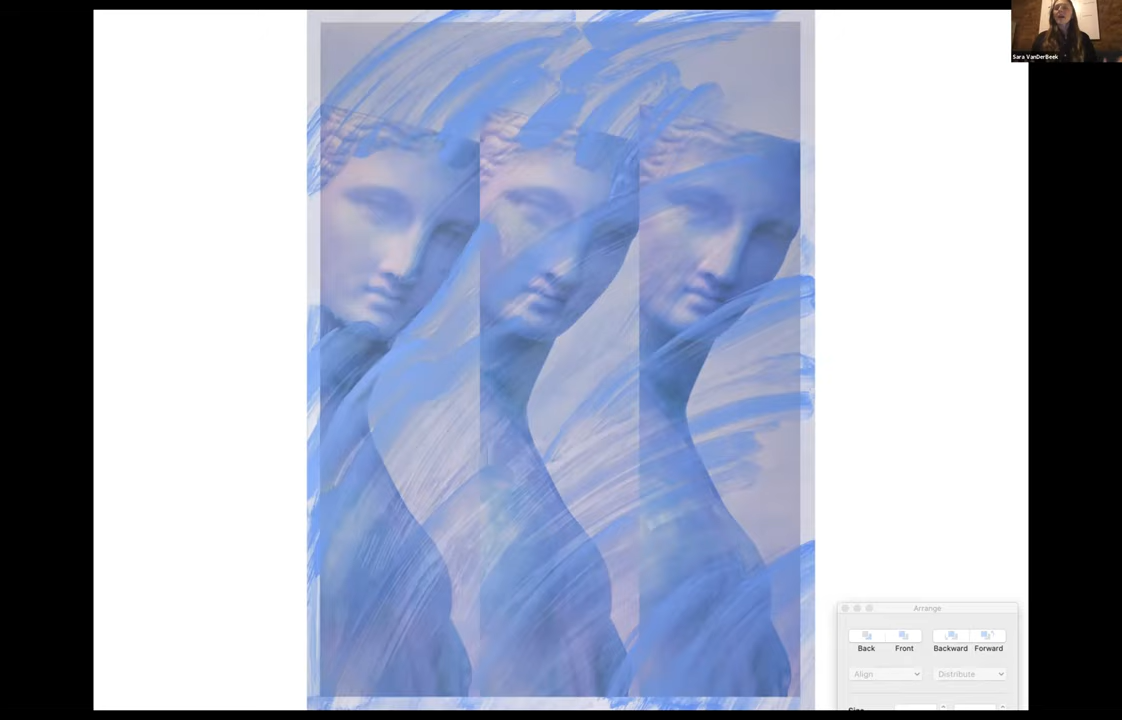 Sara VanDerBeek
Arrange
Back Front Backward Forward
Align Distribute